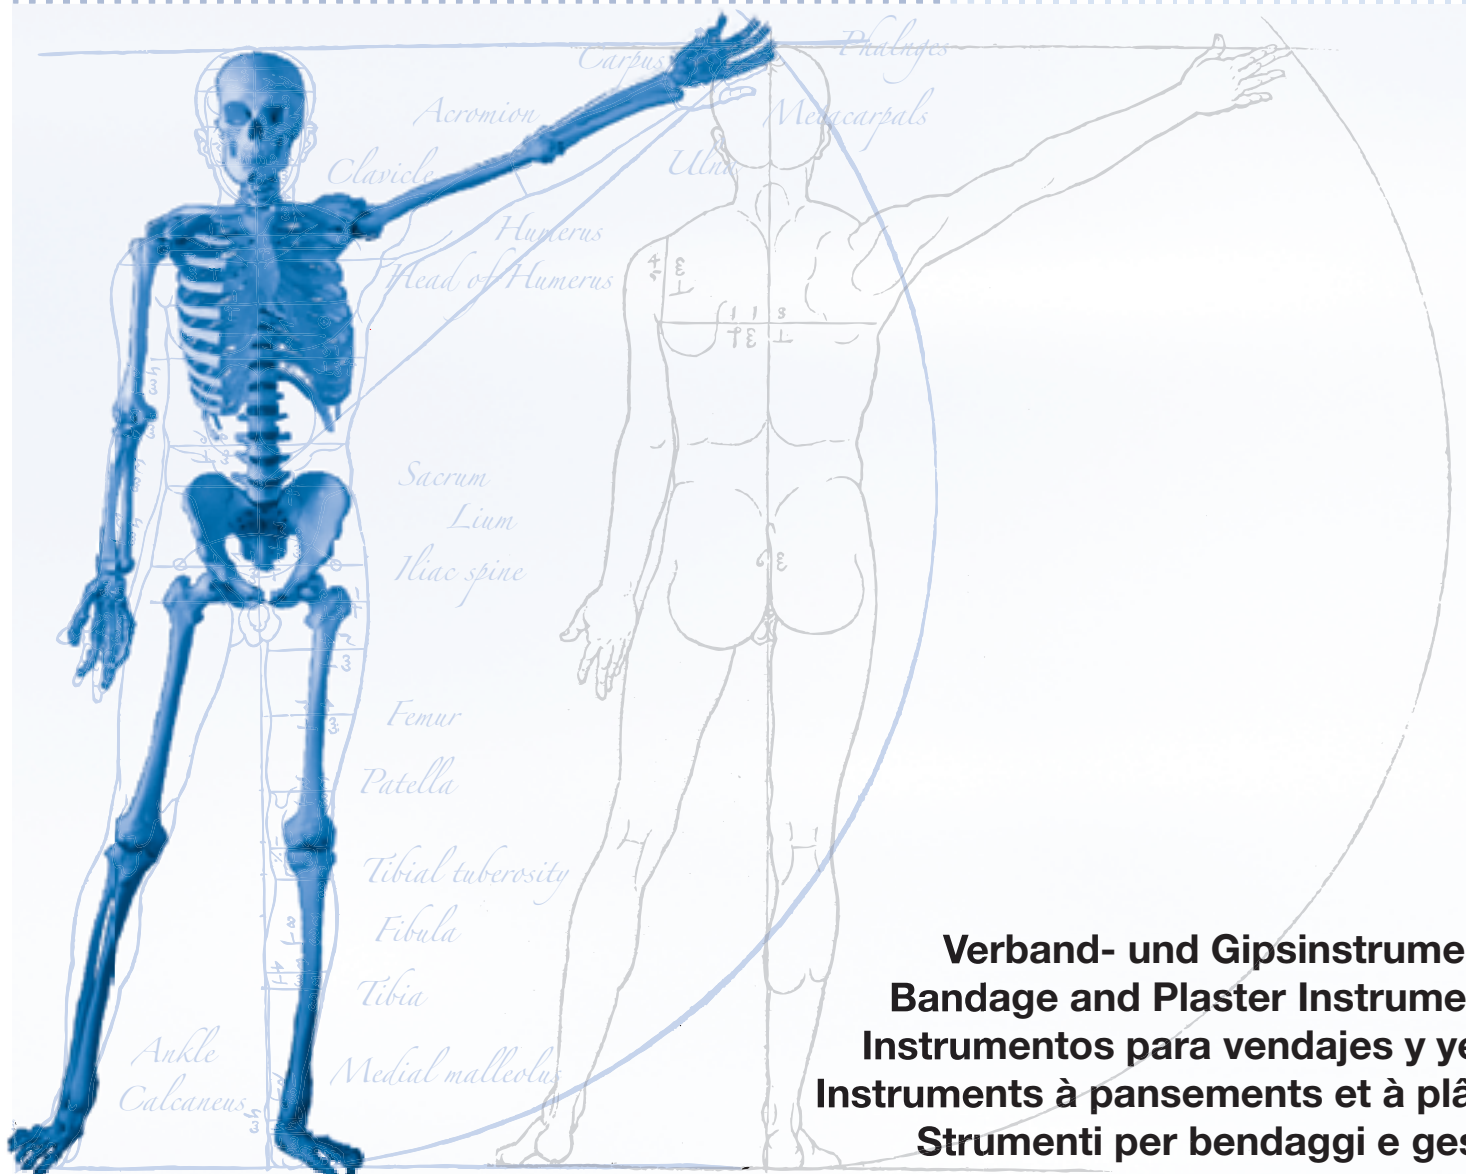 Carpus
Phalnges
Acromion
Metacarpals
Clavicle
Ulna
Humerus
Head of Humerus
Sacrum
Lium
Iliac spine
Femur
Patella
Tibial tuberosity
Fibula
Tibia
Ankle
Medial malleolus
Calcaneus
Verband- und Gipsinstrume
Bandage and Plaster Instrume
Instrumentos para vendajes y ye
Instruments à pansements et à plâ
Strumenti per bendaggi e ges